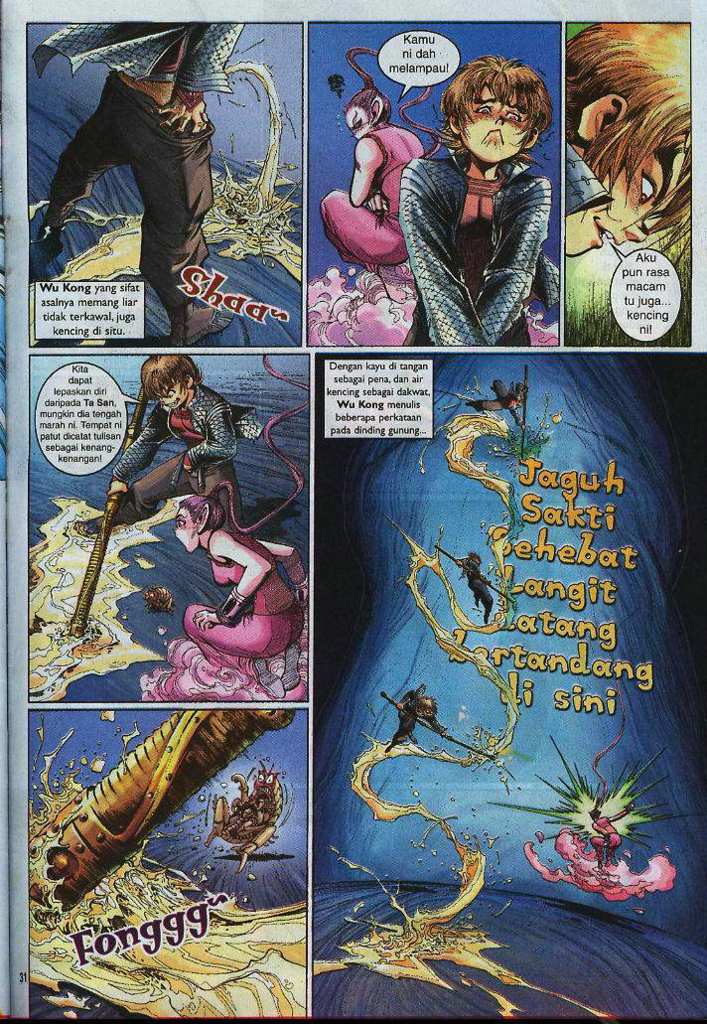 Wu Kong yang sifat
asalnya memang liar
tidak terkawal, juga
kencing di situ.
Shaa~
Kamu
ni dah
melampau!
Aku
pun rasa
macam
tu juga...
kencing
ni!
Kita
dapat
lepaskan diri
daripada Ta San,
mungkin dia tengah
marah ni. Tempat ni
patut dicatat tulisan
sebagai kenang-
kenangan!
Dengan kayu di tangan
sebagai pena, dan air
kencing sebagai dakwat,
Wu Kong menulis
beberapa perkataan
pada dinding gunung...
Jaguh
Sakti
Sehebat
Langit
Datang
Bertandang
di sini
Fonggg~
31